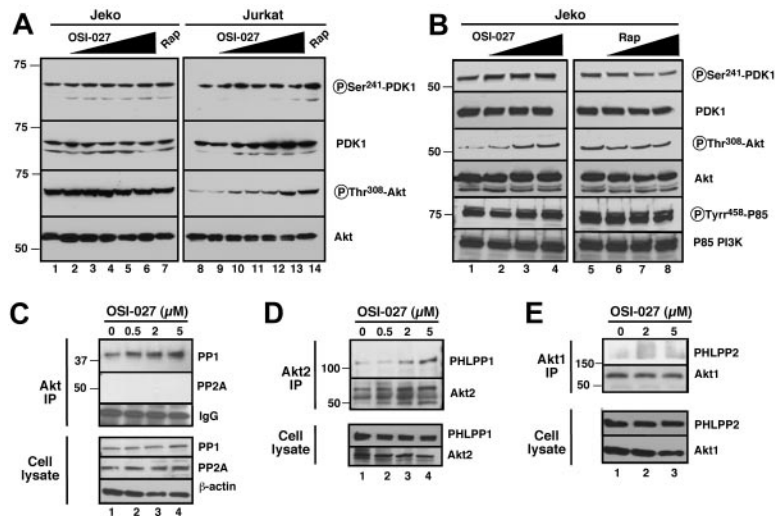 A
Jeko
Jurkat
OSI-027
Rap
OSI-027
Rap
75
ⓅSer²⁴¹-PDK1
75
PDK1
75
ⓅThr³⁰⁸-Akt
50
Akt
1 2 3 4 5 6 7 8 9 10 11 12 13 14
B
Jeko
OSI-027
Rap
50
ⓅSer²⁴¹-PDK1
PDK1
50
ⓅThr³⁰⁸-Akt
Akt
75
ⓅTyrr⁴⁵⁸-P85
P85 PI3K
1 2 3 4 5 6 7 8
C
OSI-027 (µM)
0 0.5 2 5
Akt IP
37
PP1
50
PP2A
IgG
Cell lysate
PP1
PP2A
β-actin
1 2 3 4
D
OSI-027 (µM)
0 0.5 2 5
Akt2 IP
100
PHLPP1
50
Akt2
Cell lysate
PHLPP1
Akt2
1 2 3 4
E
OSI-027 (µM)
0 2 5
Akt1 IP
PHLPP2
150
Akt1
50
Cell lysate
PHLPP2
Akt1
1 2 3